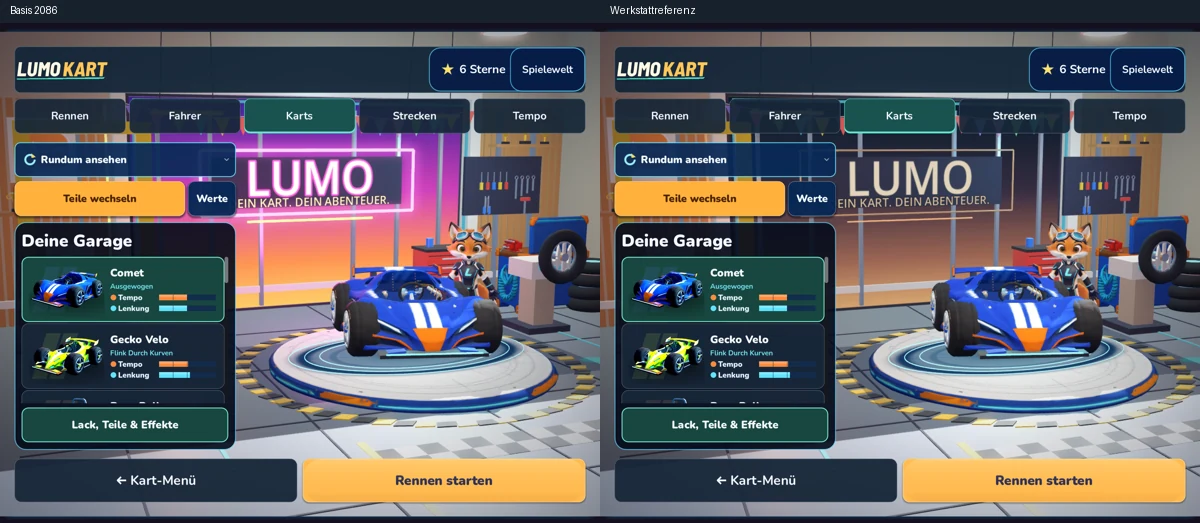 Basis 2086
LUMO KART
★ 6 Sterne
Spielewelt
Rennen
Fahrer
Karts
Strecken
Tempo
Rundum ansehen
Teile wechseln
Werte
LUMO
EIN KART. DEIN ABENTEUER.
Deine Garage
Comet
Ausgewogen
Tempo
Lenkung
Gecko Velo
Flink Durch Kurven
Tempo
Lenkung
Lack, Teile & Effekte
← Kart-Menü
Rennen starten
Werkstattreferenz
LUMO KART
★ 6 Sterne
Spielewelt
Rennen
Fahrer
Karts
Strecken
Tempo
Rundum ansehen
Teile wechseln
Werte
LUMO
EIN KART. DEIN ABENTEUER.
Deine Garage
Comet
Ausgewogen
Tempo
Lenkung
Gecko Velo
Flink Durch Kurven
Tempo
Lenkung
Lack, Teile & Effekte
← Kart-Menü
Rennen starten